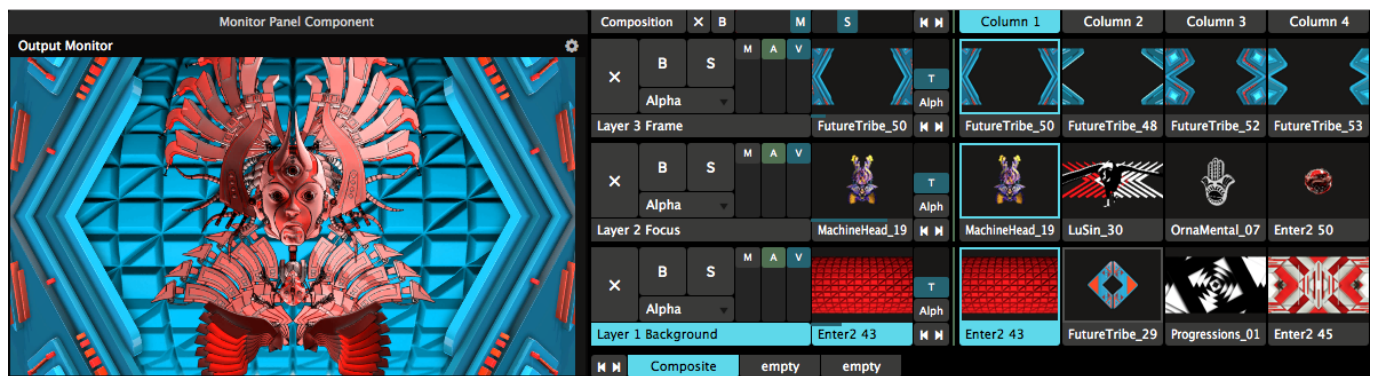 Monitor Panel Component
Output Monitor
Composition X B M S
Column 1 Column 2 Column 3 Column 4
B S M A V
Alpha
T
Alph
Layer 3 Frame FutureTribe_50
FutureTribe_50 FutureTribe_48 FutureTribe_52 FutureTribe_53
B S M A V
Alpha
T
Alph
Layer 2 Focus MachineHead_19
MachineHead_19 LuSin_30 OrnaMental_07 Enter2 50
B S M A V
Alpha
T
Alph
Layer 1 Background Enter2 43
Enter2 43 FutureTribe_29 Progressions_01 Enter2 45
Composite empty empty